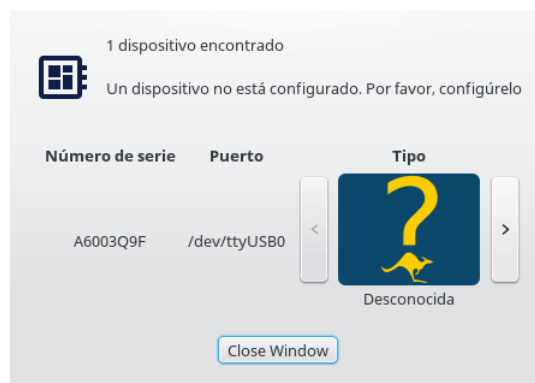 1 dispositivo encontrado
Un dispositivo no está configurado. Por favor, configúrelo
Número de serie Puerto Tipo
A6003Q9F /dev/ttyUSB0 < ? >
Desconocida
Close Window